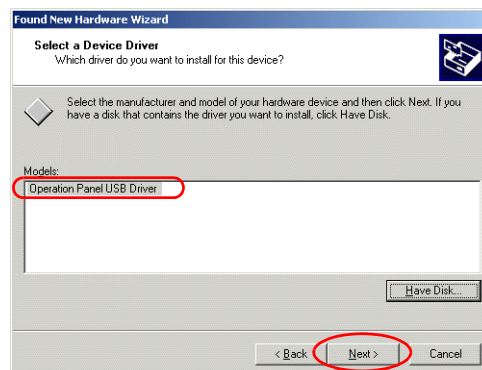 Found New Hardware Wizard
Select a Device Driver
Which driver do you want to install for this device?
Select the manufacturer and model of your hardware device and then click Next. If you
have a disk that contains the driver you want to install, click Have Disk.
Models:
Operation Panel USB Driver
Have Disk...
< Back
Next >
Cancel